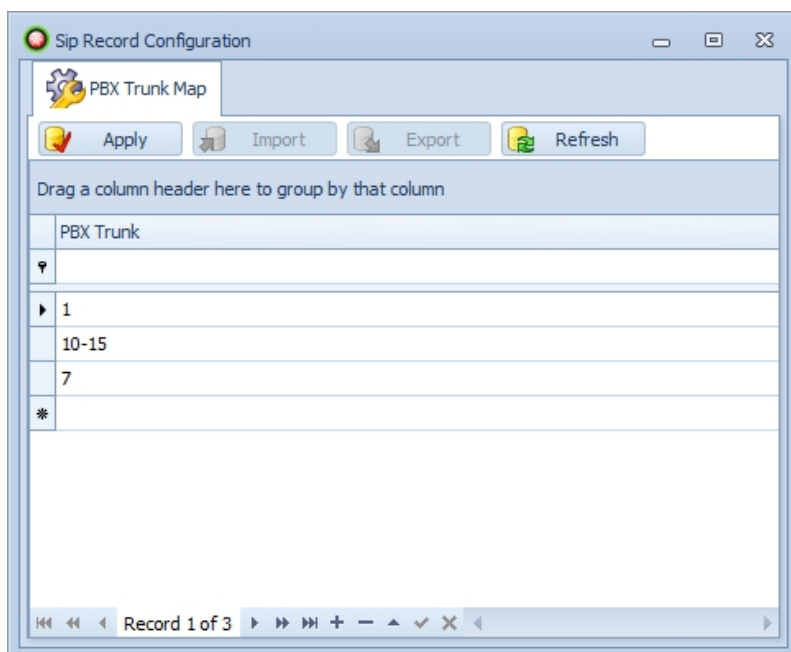 Sip Record Configuration
PBX Trunk Map
Apply Import Export Refresh
Drag a column header here to group by that column
PBX Trunk
1
10-15
7
Record 1 of 3